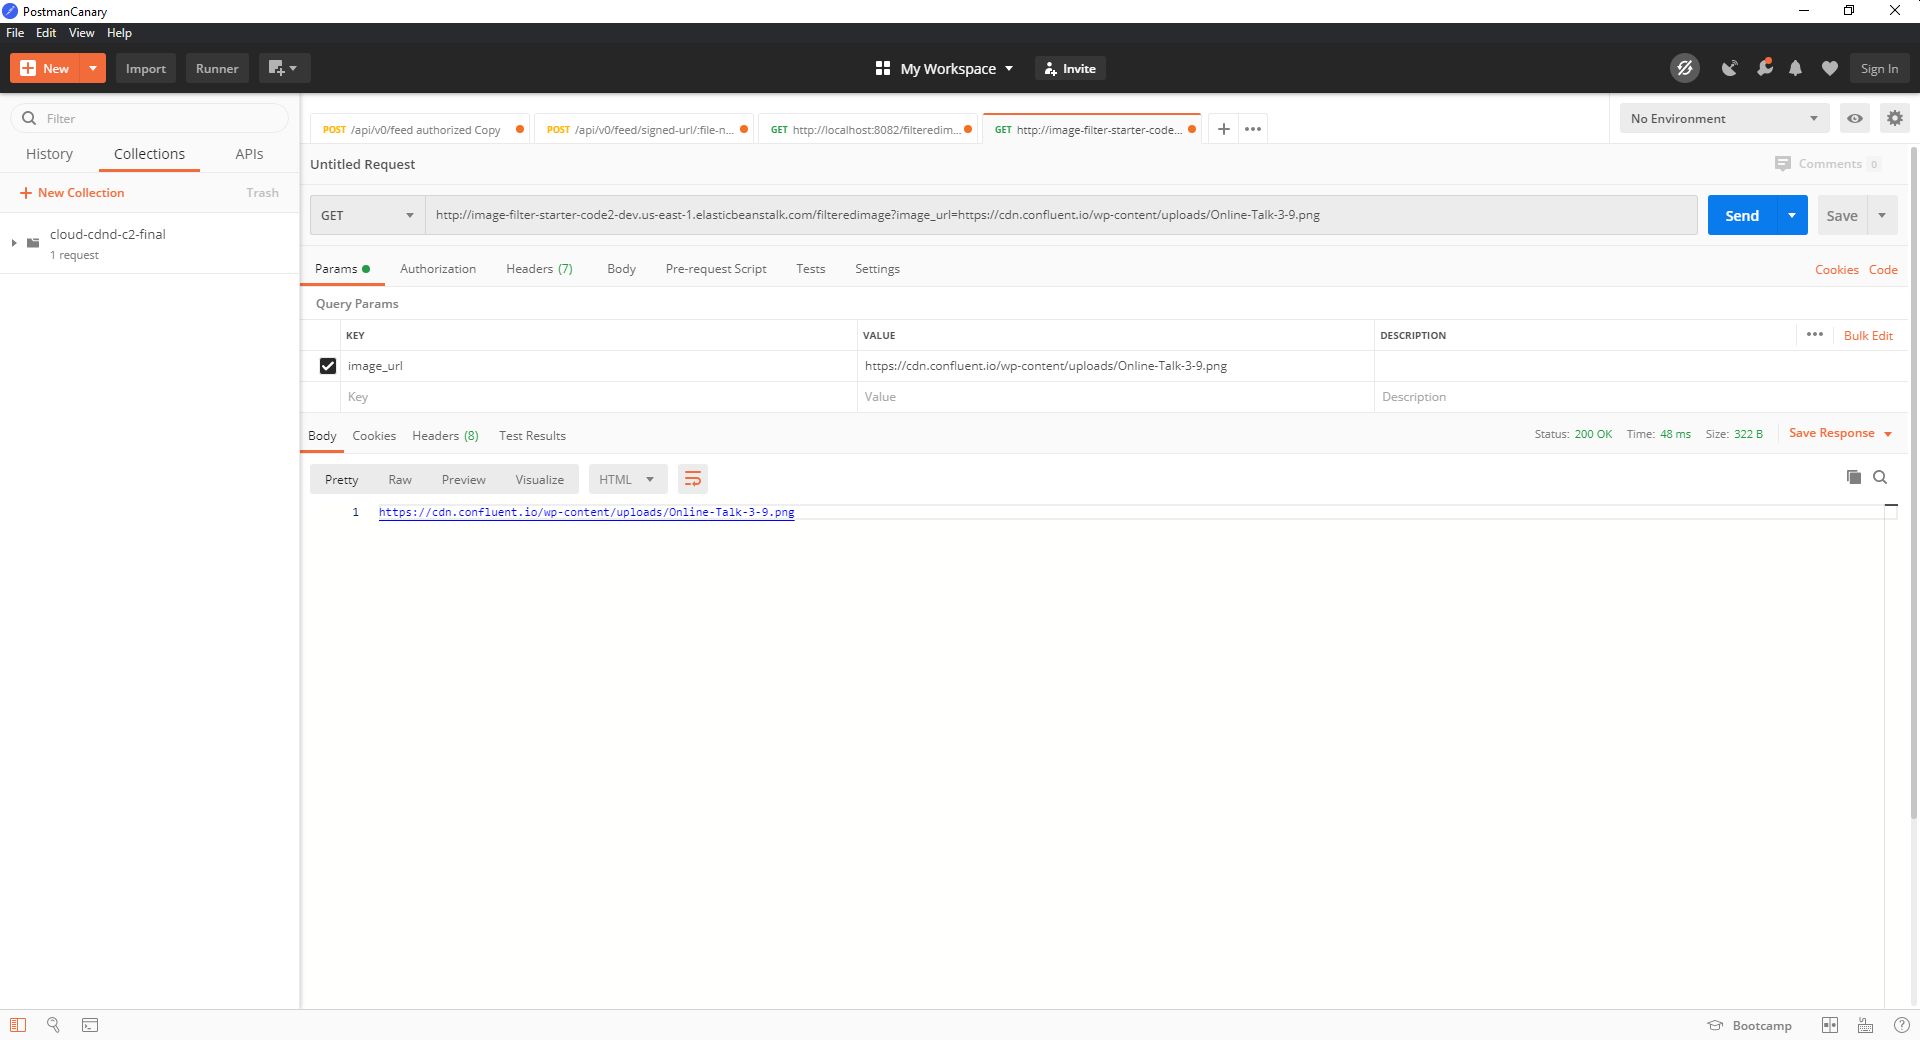 PostmanCanary
File Edit View Help
New Import Runner My Workspace Invite Sign In
Filter
History Collections APIs
New Collection Trash
cloud-cdnd-c2-final
1 request
POST /api/v0/feed authorized Copy POST /api/v0/feed/signed-url/:file-n... GET http://localhost:8082/filteredim... GET http://image-filter-starter-code... No Environment
Untitled Request Comments 0
GET http://image-filter-starter-code2-dev.us-east-1.elasticbeanstalk.com/filteredimage?image_url=https://cdn.confluent.io/wp-content/uploads/Online-Talk-3-9.png Send Save
Params Authorization Headers (7) Body Pre-request Script Tests Settings Cookies Code
Query Params
KEY VALUE DESCRIPTION Bulk Edit
image_url https://cdn.confluent.io/wp-content/uploads/Online-Talk-3-9.png
Key Value Description
Body Cookies Headers (8) Test Results Status: 200 OK Time: 48 ms Size: 322 B Save Response
Pretty Raw Preview Visualize HTML
1 https://cdn.confluent.io/wp-content/uploads/Online-Talk-3-9.png
Bootcamp